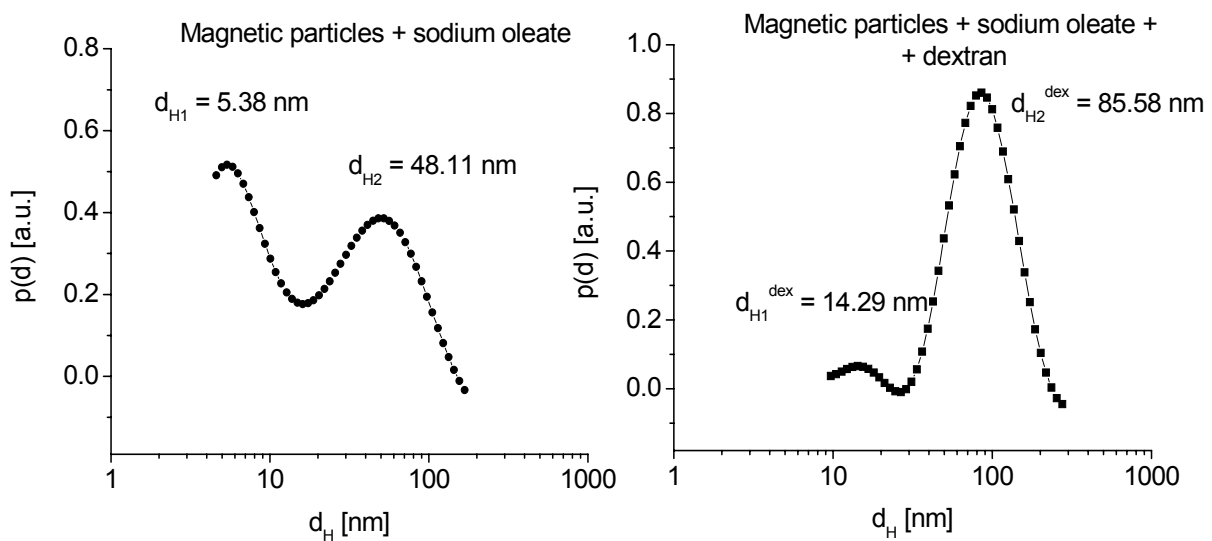 Magnetic particles + sodium oleate
0.8
0.6
0.4
0.2
0.0
p(d) [a.u.]
d_H1 = 5.38 nm
d_H2 = 48.11 nm
1 10 100 1000
d_H [nm]
Magnetic particles + sodium oleate +
+ dextran
1.0
0.8
0.6
0.4
0.2
0.0
p(d) [a.u.]
d_H2^dex = 85.58 nm
d_H1^dex = 14.29 nm
1 10 100 1000
d_H [nm]